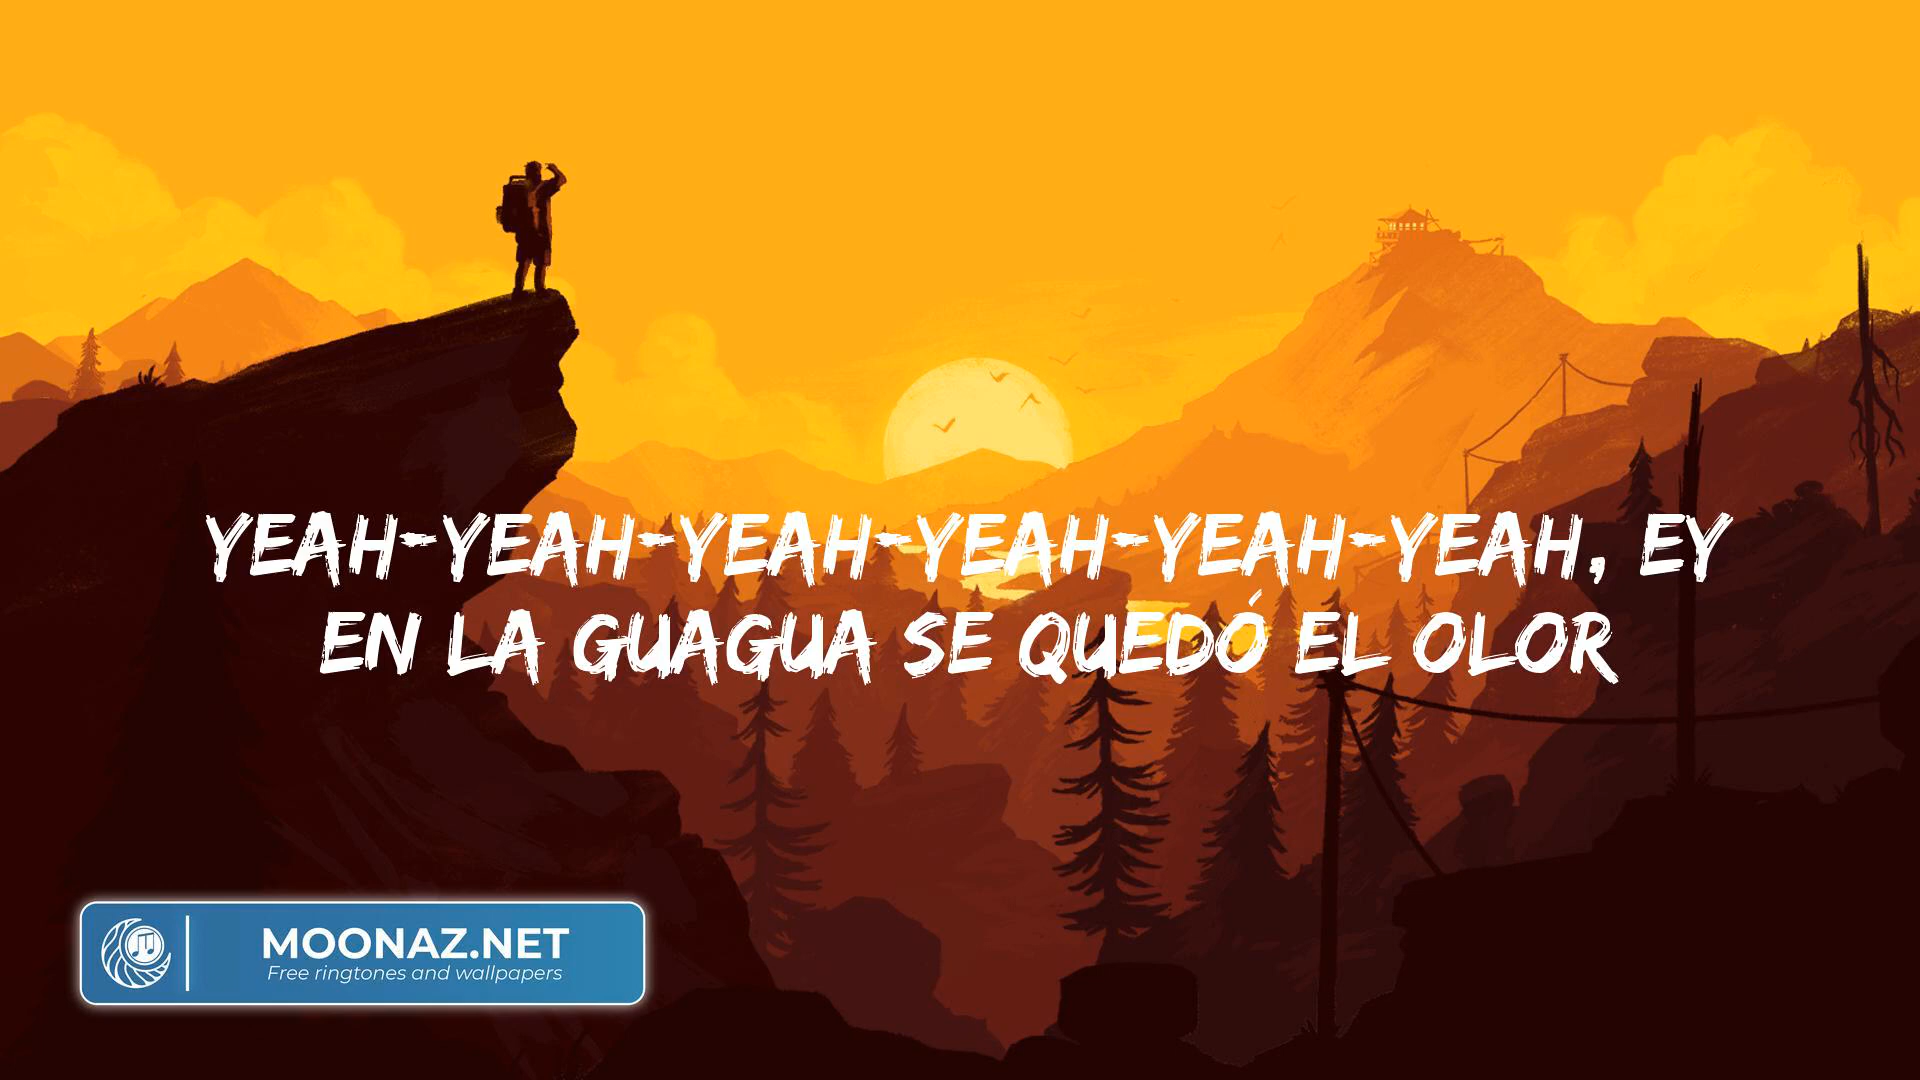 YEAH-YEAH-YEAH-YEAH-YEAH-YEAH, EY
EN LA GUAGUA SE QUEDÓ EL OLOR
MOONAZ.NET
Free ringtones and wallpapers